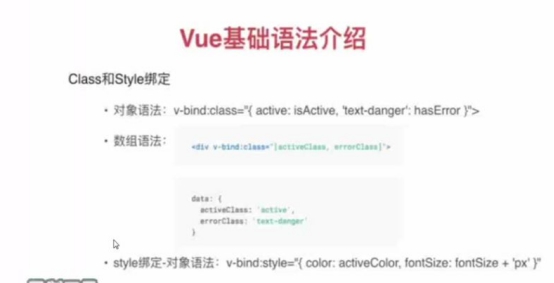 Vue基础语法介绍
Class和Style绑定
• 对象语法：v-bind:class="{ active: isActive, 'text-danger': hasError }">
• 数组语法：
<div v-bind:class="[activeClass, errorClass]">
data: {
activeClass: 'active',
errorClass: 'text-danger'
}
• style绑定-对象语法：v-bind:style="{ color: activeColor, fontSize: fontSize + 'px' }"